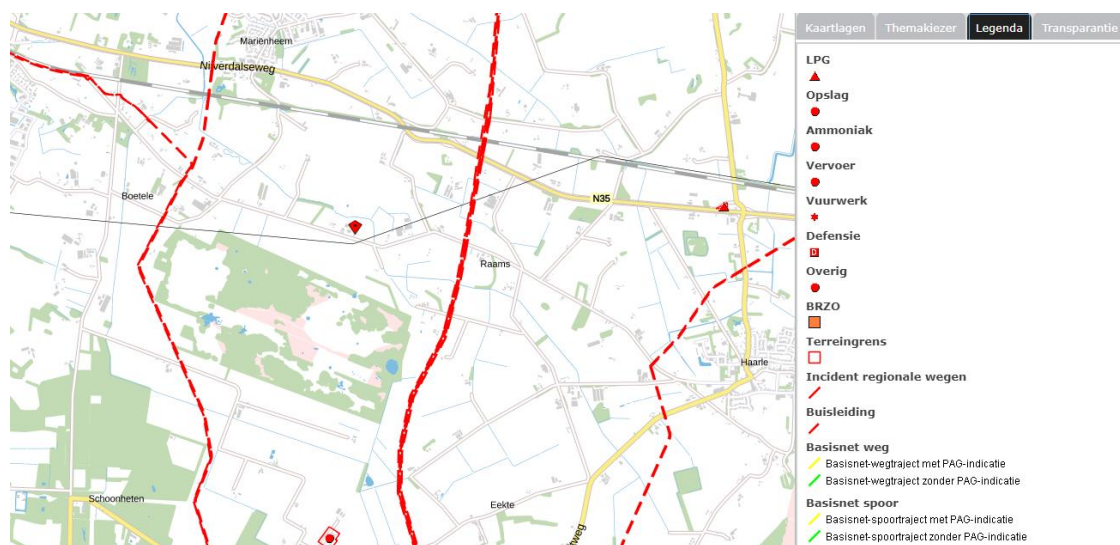 Mariënheem
Nijverdalseweg
Boetele
N35
Raams
Haarle
Schoonheten
Eekte
tweg
Kaartlagen Themakiezer Legenda Transparantie
LPG
Opslag
Ammoniak
Vervoer
Vuurwerk
Defensie
D
Overig
BRZO
Terreingrens
Incident regionale wegen
Buisleiding
Basisnet weg
Basisnet-wegtraject met PAG-indicatie
Basisnet-wegtraject zonder PAG-indicatie
Basisnet spoor
Basisnet-spoortraject met PAG-indicatie
Basisnet-spoortraject zonder PAG-indicatie